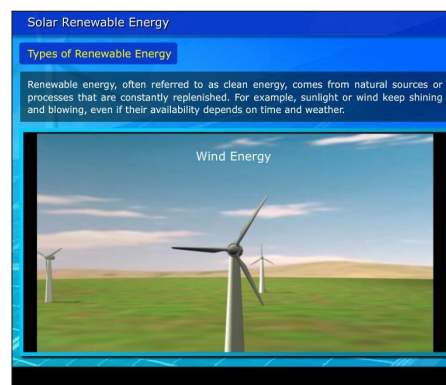 Solar Renewable Energy
Types of Renewable Energy
Renewable energy, often referred to as clean energy, comes from natural sources or
processes that are constantly replenished. For example, sunlight or wind keep shining
and blowing, even if their availability depends on time and weather.
Wind Energy